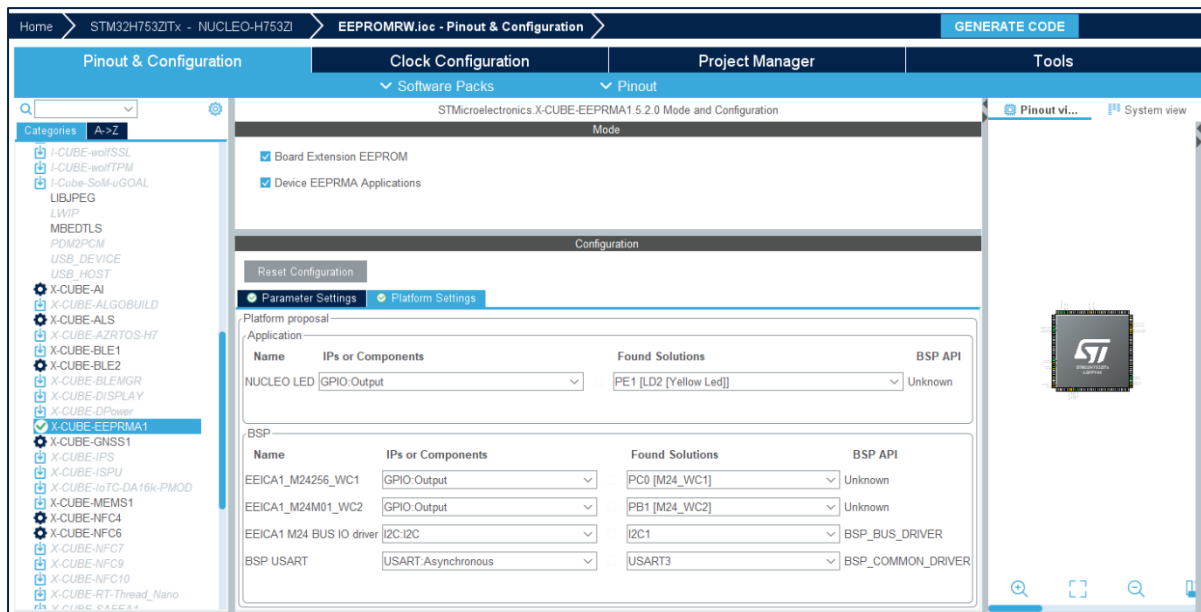 Home STM32H753ZITx - NUCLEO-H753ZI EEPROMRW.ioc - Pinout & Configuration GENERATE CODE
Pinout & Configuration Clock Configuration Project Manager Tools
Software Packs Pinout
Categories A->Z
I-CUBE-wolfSSL
I-CUBE-wolfTPM
I-Cube-SoM-uGOAL
LIBJPEG
LWIP
MBEDTLS
PDM2PCM
USB_DEVICE
USB_HOST
X-CUBE-AI
X-CUBE-ALGOBUILD
X-CUBE-ALS
X-CUBE-AZRTOS-H7
X-CUBE-BLE1
X-CUBE-BLE2
X-CUBE-BLEMGR
X-CUBE-DISPLAY
X-CUBE-DPower
X-CUBE-EEPRMA1
X-CUBE-GNSS1
X-CUBE-IPS
X-CUBE-ISPU
X-CUBE-IoTC-DA16k-PMOD
X-CUBE-MEMS1
X-CUBE-NFC4
X-CUBE-NFC6
X-CUBE-NFC7
X-CUBE-NFC9
X-CUBE-NFC10
X-CUBE-RT-Thread_Nano
X-CUBE-SAFEA1
STMicroelectronics.X-CUBE-EEPRMA1.5.2.0 Mode and Configuration
Mode
Board Extension EEPROM
Device EEPRMA Applications
Configuration
Reset Configuration
Parameter Settings Platform Settings
Platform proposal
Application
Name IPs or Components Found Solutions BSP API
NUCLEO LED GPIO:Output PE1 [LD2 [Yellow Led]] Unknown
BSP
Name IPs or Components Found Solutions BSP API
EEICA1_M24256_WC1 GPIO:Output PC0 [M24_WC1] Unknown
EEICA1_M24M01_WC2 GPIO:Output PB1 [M24_WC2] Unknown
EEICA1 M24 BUS IO driver I2C:I2C I2C1 BSP_BUS_DRIVER
BSP USART USART:Asynchronous USART3 BSP_COMMON_DRIVER
Pinout vi... System view
ST
STM32H753ZITx
LQFP144